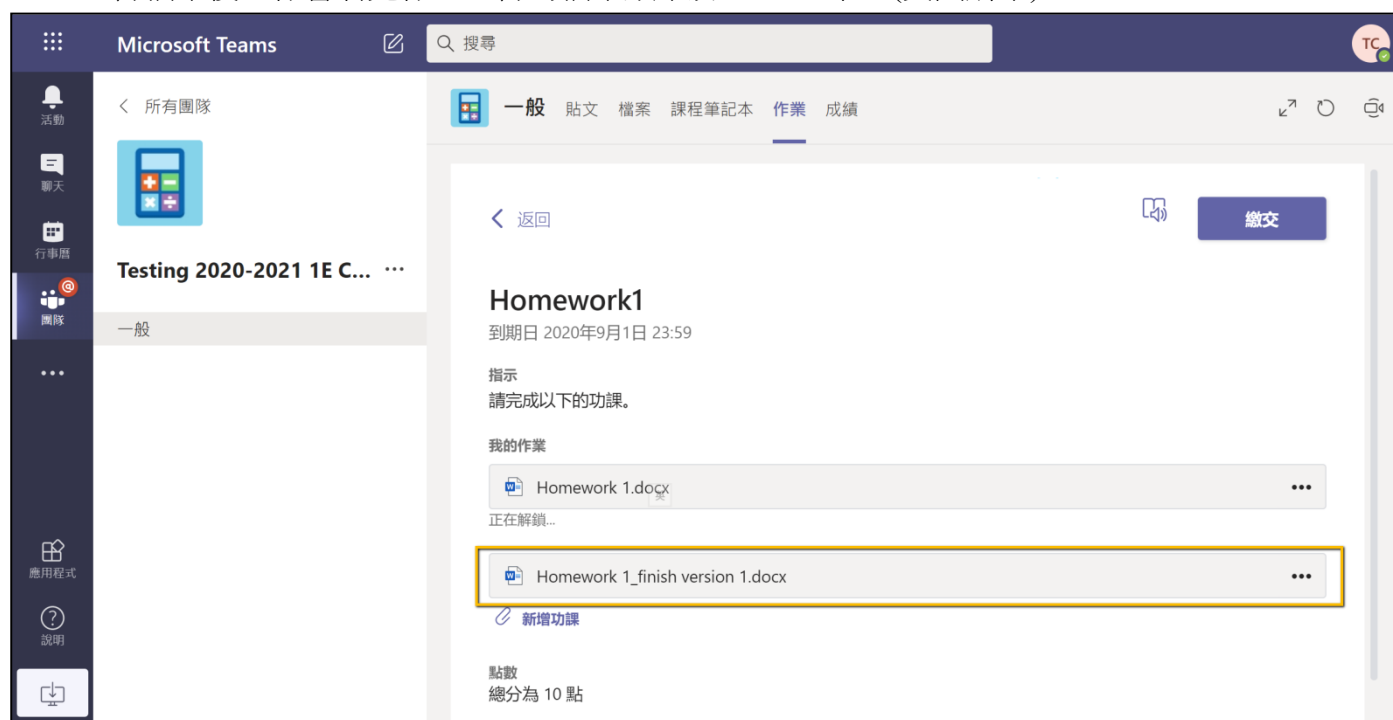 Microsoft Teams
搜尋
TC
活動
聊天
行事曆
團隊
應用程式
說明
所有團隊
Testing 2020-2021 1E C... ...
一般
一般 貼文 檔案 課程筆記本 作業 成績
返回
繳交
Homework1
到期日 2020年9月1日 23:59
指示
請完成以下的功課。
我的作業
Homework 1.docx
英
正在解鎖...
Homework 1_finish version 1.docx
新增功課
點數
總分為 10 點